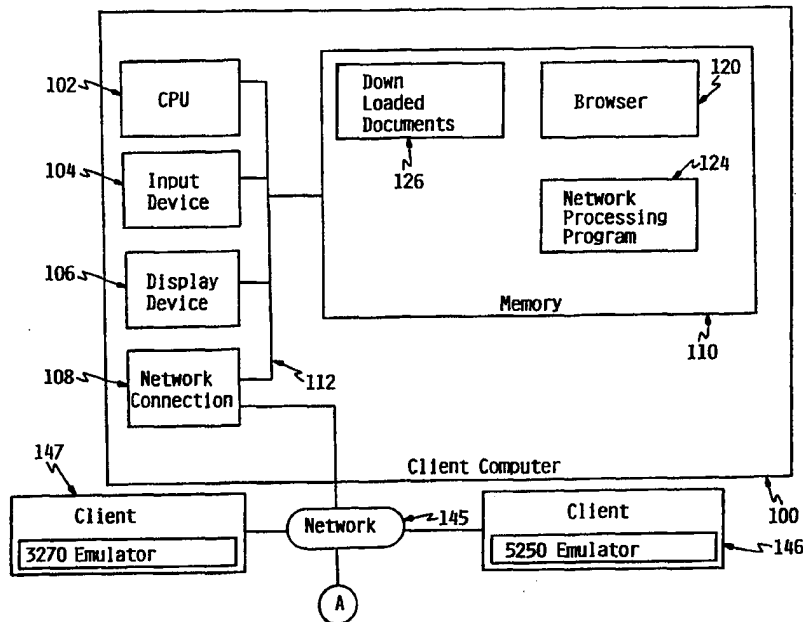 102
CPU
104
Input
Device
106
Display
Device
108
Network
Connection
112
Down
Loaded
Documents
126
Browser
120
124
Network
Processing
Program
Memory
110
Client Computer
100
147
Client
3270 Emulator
Network
145
Client
5250 Emulator
146
A